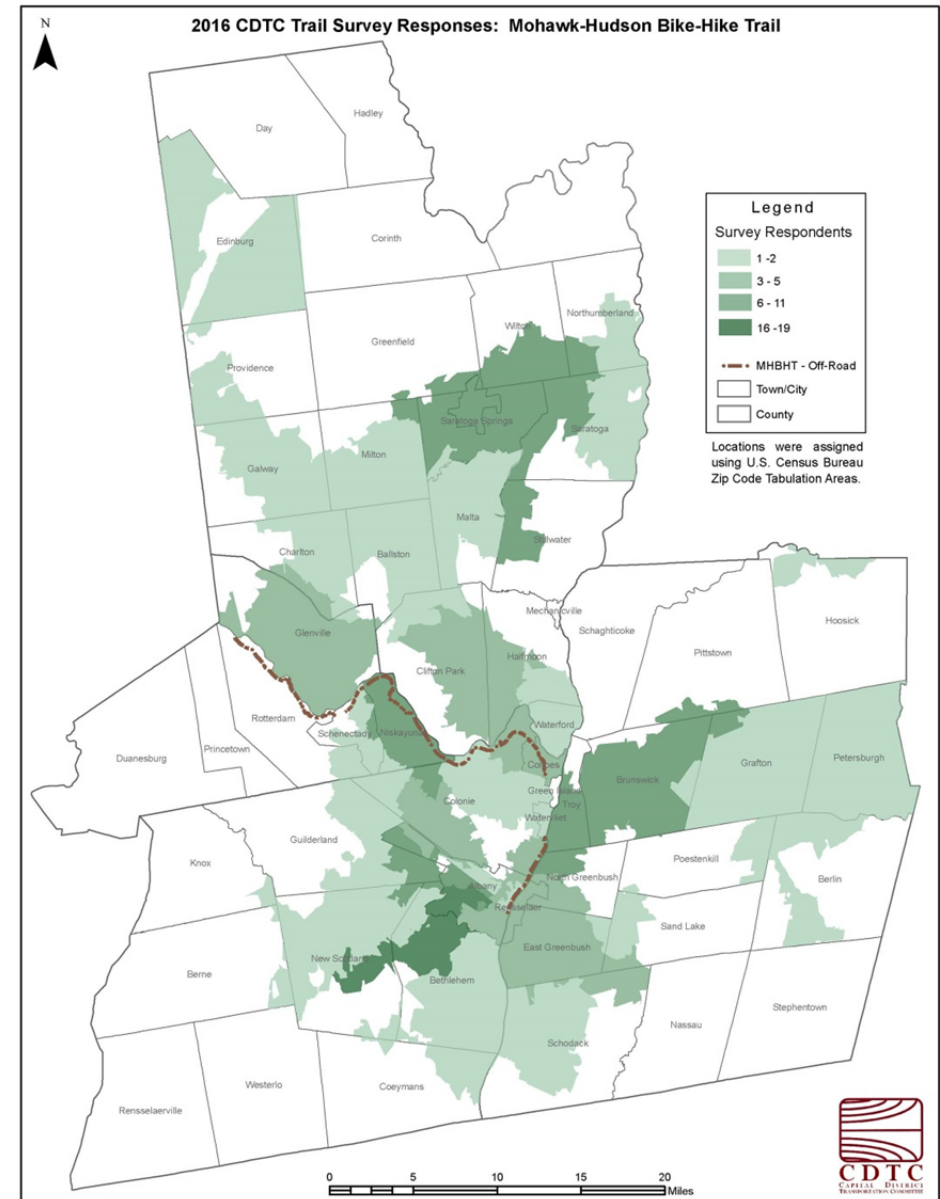 2016 CDTC Trail Survey Responses: Mohawk-Hudson Bike-Hike Trail
N
Hadley
Day
Edinburg
Corinth
Legend
Survey Respondents
1 -2
3 - 5
6 - 11
16 -19
MHBHT - Off-Road
Town/City
County
Locations were assigned
using U.S. Census Bureau
Zip Code Tabulation Areas.
Northumberland
Wilton
Greenfield
Providence
Saratoga Springs
Saratoga
Milton
Galway
Malta
Stillwater
Charlton
Ballston
Mechanicville
Hoosick
Schaghticoke
Glenville
Pittstown
Halfmoon
Clifton Park
Rotterdam
Waterford
Schenectady
Niskayuna
Princetown
Duanesburg
Petersburgh
Grafton
Cohoes
Brunswick
Green Island
Colonie
Troy
Watervliet
Guilderland
Poestenkill
Knox
North Greenbush
Berlin
Albany
Rensselaer
Sand Lake
East Greenbush
New Scotland
Berne
Bethlehem
Stephentown
Nassau
Schodack
Westerlo
Coeymans
Rensselaerville
CDTC
CAPITAL DISTRICT
TRANSPORTATION COMMITTEE
0 5 10 15 20
Miles